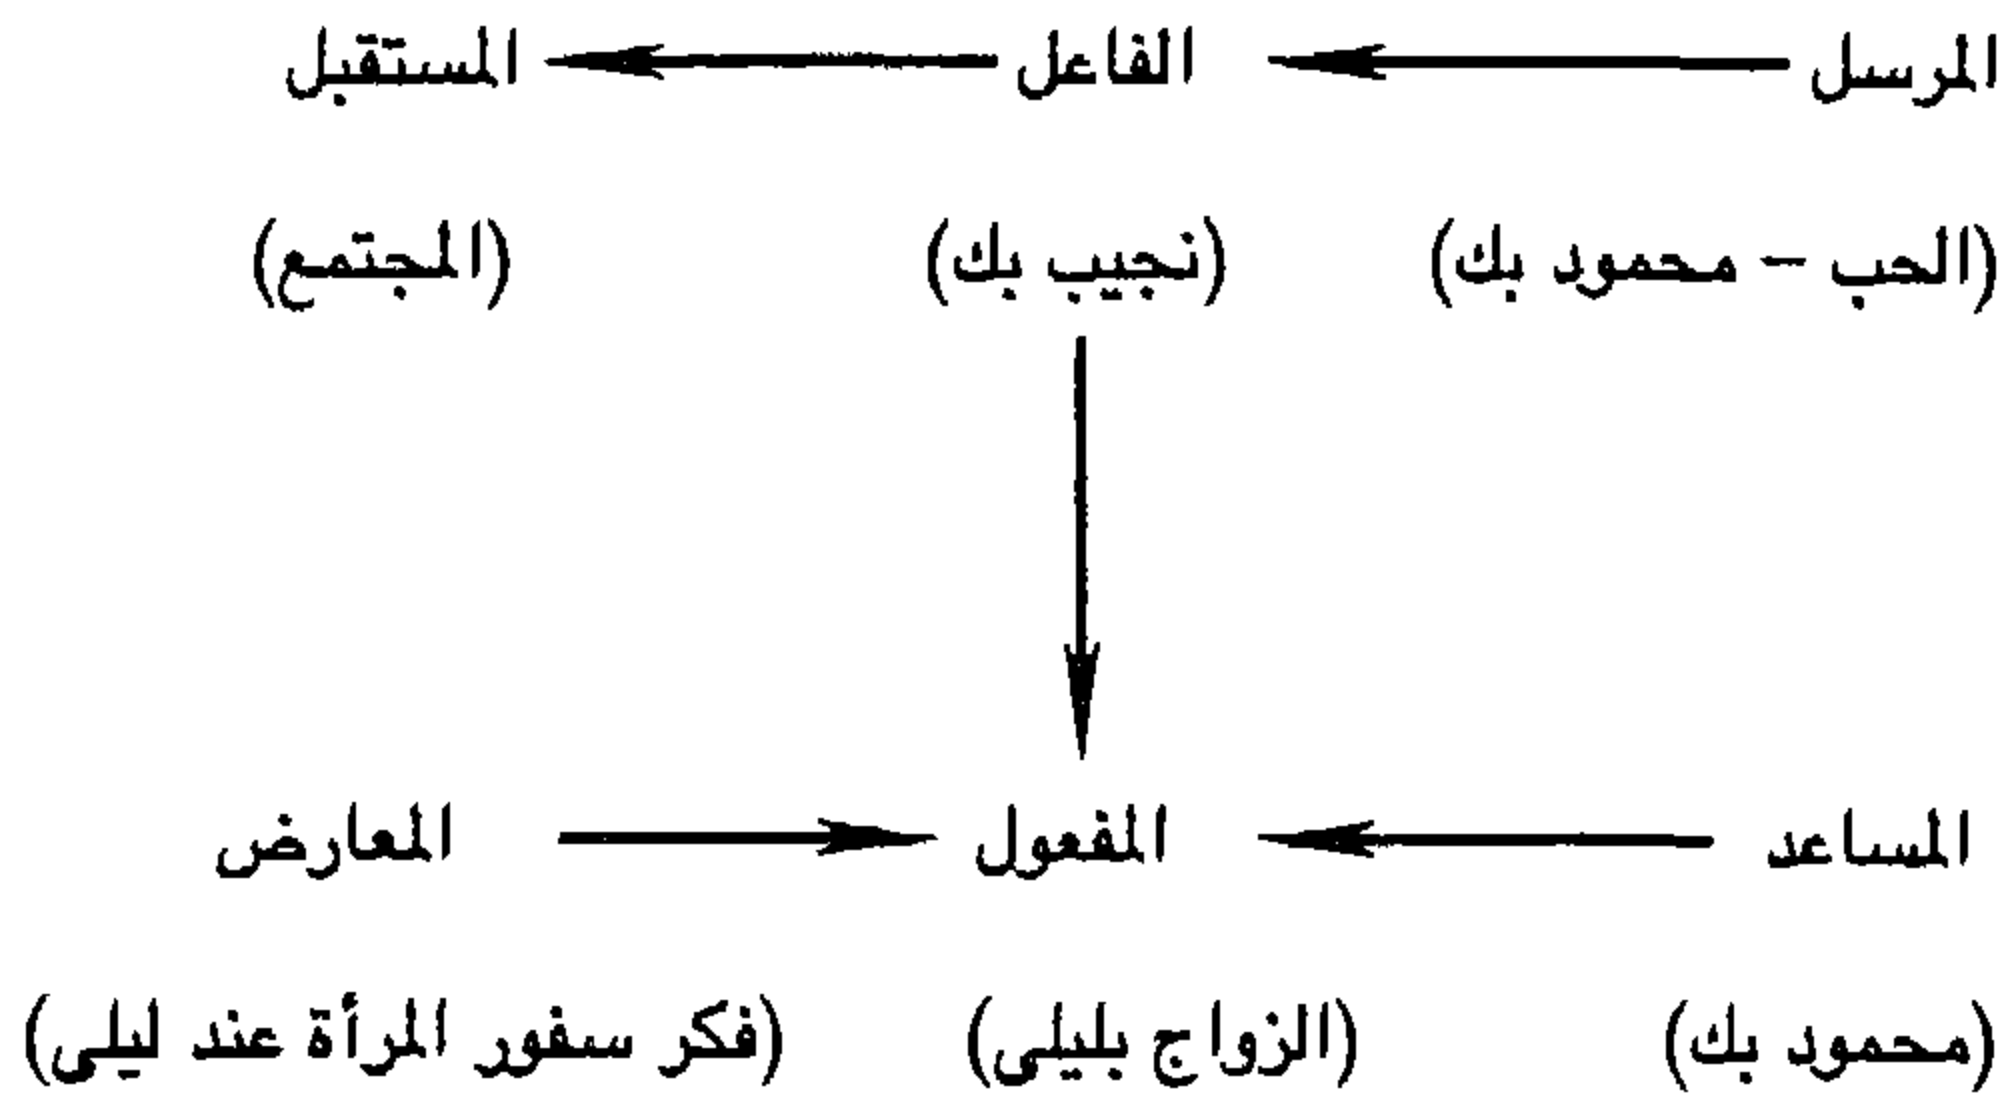 المرسل الفاعل المستقبل
(الحب - محمود بك) (نجيب بك) (المجتمع)
المساعد المفعول المعارض
(محمود بك) (الزواج بليلى) (فكر سفور المرأة عند ليلى)